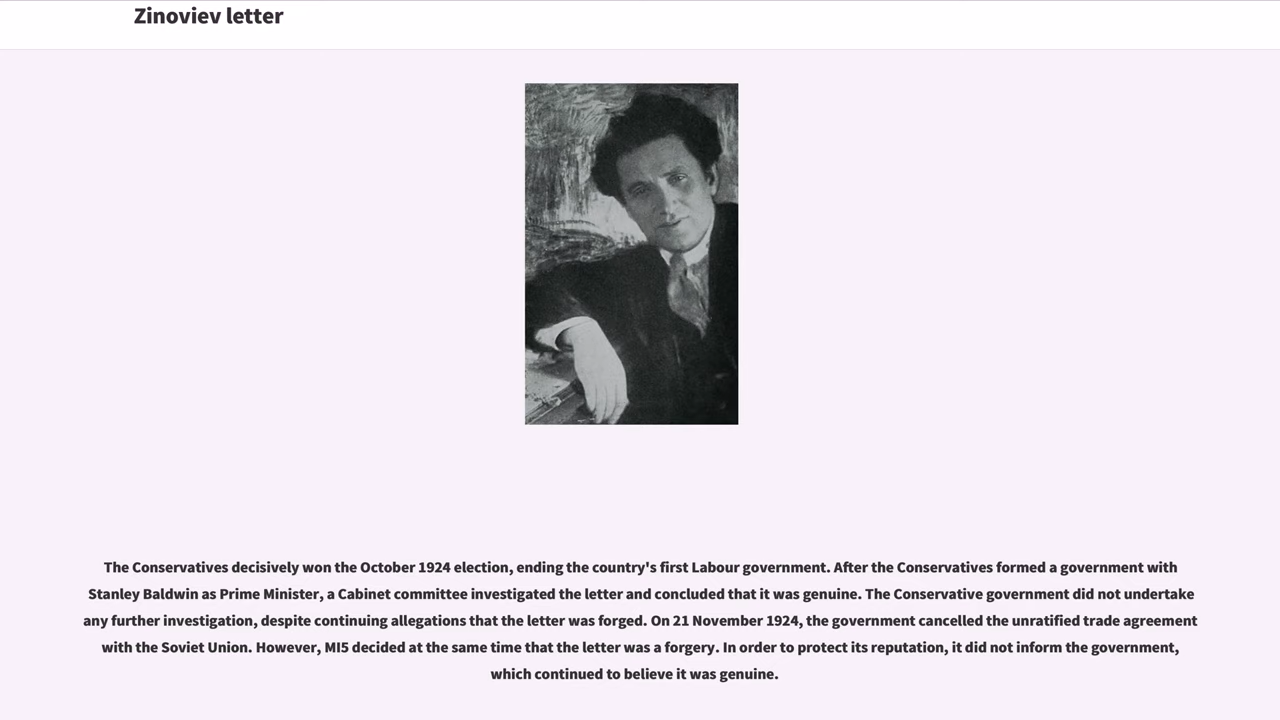 Zinoviev letter
The Conservatives decisively won the October 1924 election, ending the country's first Labour government. After the Conservatives formed a government with
Stanley Baldwin as Prime Minister, a Cabinet committee investigated the letter and concluded that it was genuine. The Conservative government did not undertake
any further investigation, despite continuing allegations that the letter was forged. On 21 November 1924, the government cancelled the unratified trade agreement
with the Soviet Union. However, MI5 decided at the same time that the letter was a forgery. In order to protect its reputation, it did not inform the government,
which continued to believe it was genuine.